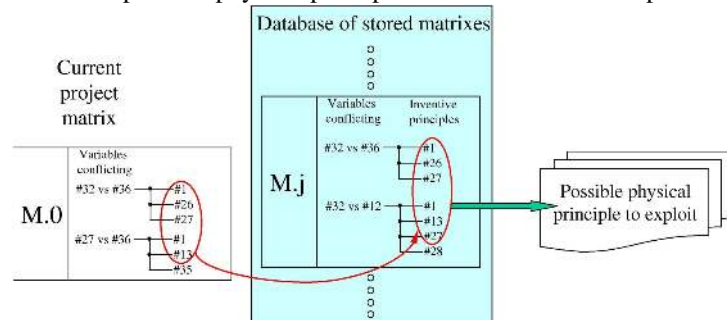 Database of stored matrixes
Current
project
matrix
Variables
conflicting
M.0
#32 vs #36
#1
#26
#27
#27 vs #36
#1
#13
#35
Variables
conflicting
Inventive
principles
M.j
#32 vs #36
#1
#26
#27
#32 vs #12
#1
#13
#27
#28
Possible physical
principle to exploit